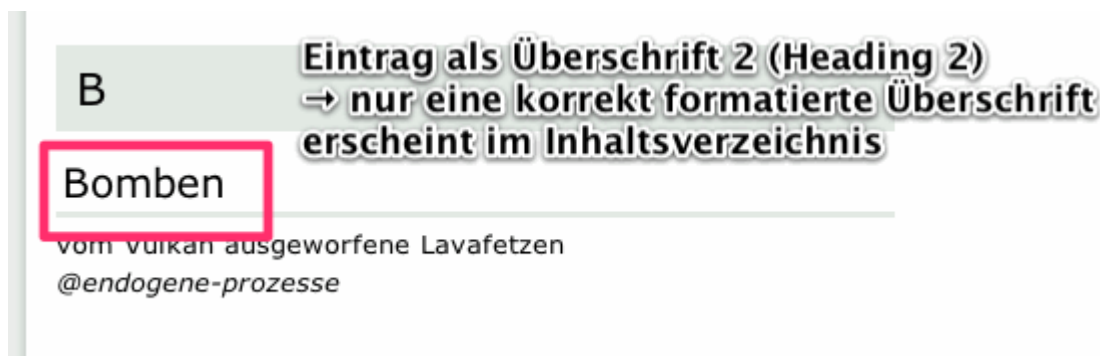 Eintrag als Überschrift 2 (Heading 2)
B
→ nur eine korrekt formatierte Überschrift
erscheint im Inhaltsverzeichnis
Bomben
vom Vulkan ausgeworfene Lavafetzen
@endogene-prozesse